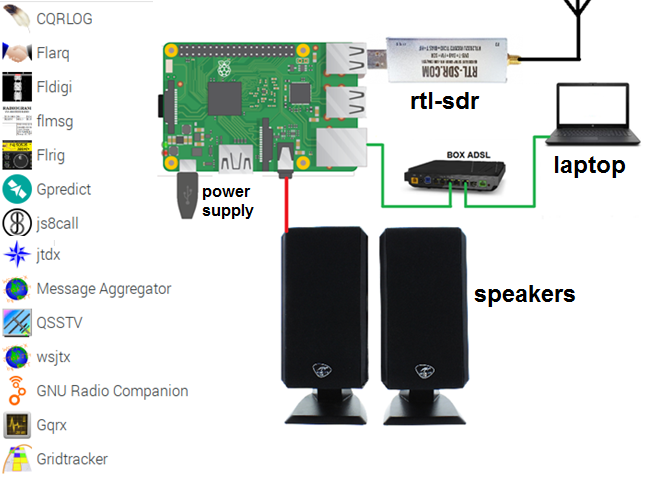 CQRLOG
Flarq
Fldigi
flmsg
Flrig
Gpredict
js8call
jtdx
Message Aggregator
QSSTV
wsjtx
GNU Radio Companion
Gqrx
Gridtracker
RTL-SDR.COM
rtl-sdr
power
supply
BOX ADSL
laptop
speakers